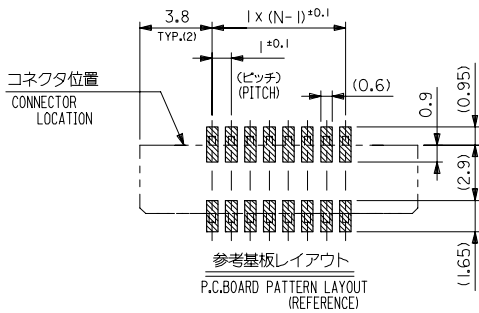 3.8
TYP.(2)
1×(N-1)±0.1
1±0.1
(ピッチ)
(PITCH)
(0.6)
0.9
(0.95)
(2.9)
(1.65)
コネクタ位置
CONNECTOR
LOCATION
参考基板レイアウト
P.C.BOARD PATTERN LAYOUT
(REFERENCE)